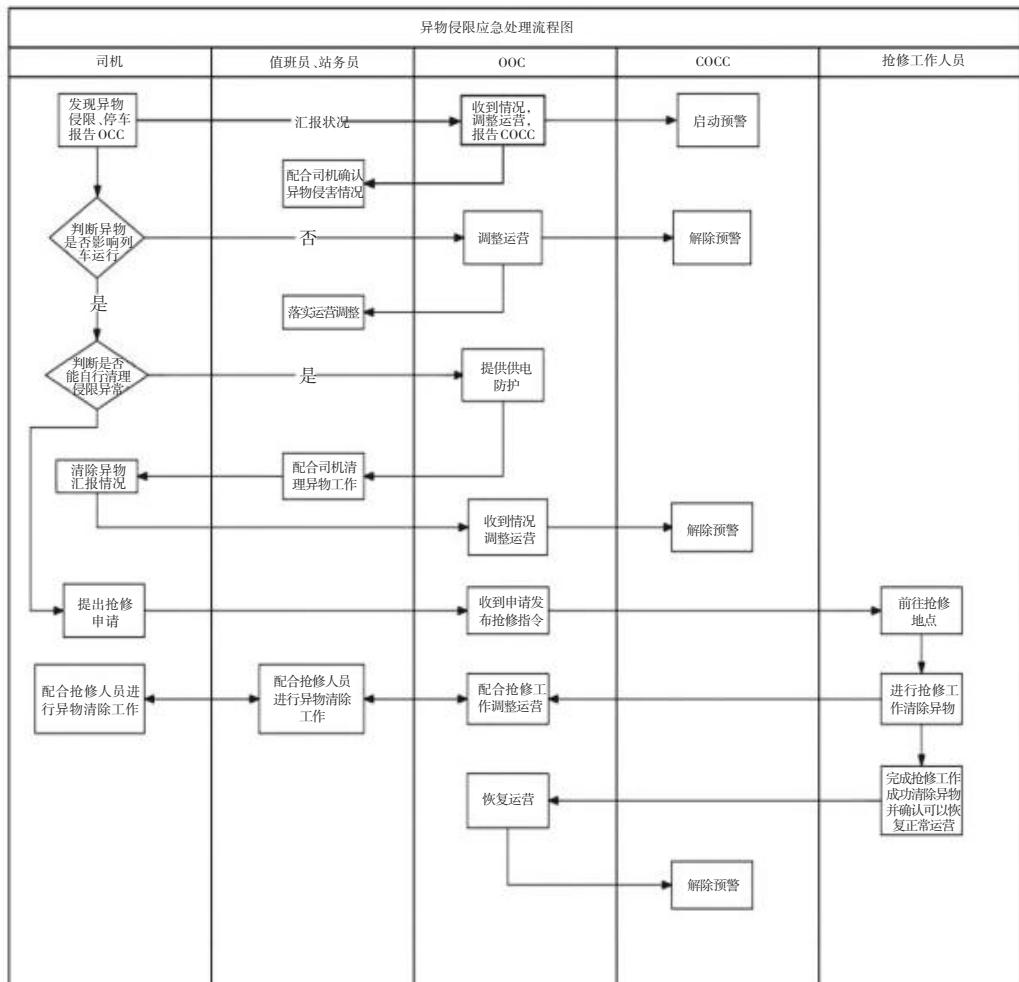 异物侵限应急处理流程图
司机
值班员、站务员
OOC
COCC
抢修工作人员
发现异物
侵限、停车
报告OCC
汇报状况
收到情况，
调整运营，
报告COCC
启动预警
配合司机确认
异物侵害情况
判断异物
是否影响列
车运行
否
调整运营
解除预警
是
落实运营调整
判断是否
能自行清理
侵限异常
是
提供供电
防护
清除异物
汇报情况
配合司机清
理异物工作
收到情况
调整运营
解除预警
提出抢修
申请
收到申请发
布抢修指令
前往抢修
地点
配合抢修人员进
行异物清除工作
配合抢修人员
进行异物清除
工作
配合抢修工
作调整运营
进行抢修工
作清除异物
恢复运营
完成抢修工作
成功清除异物
并确认可以恢
复正常运营
解除预警